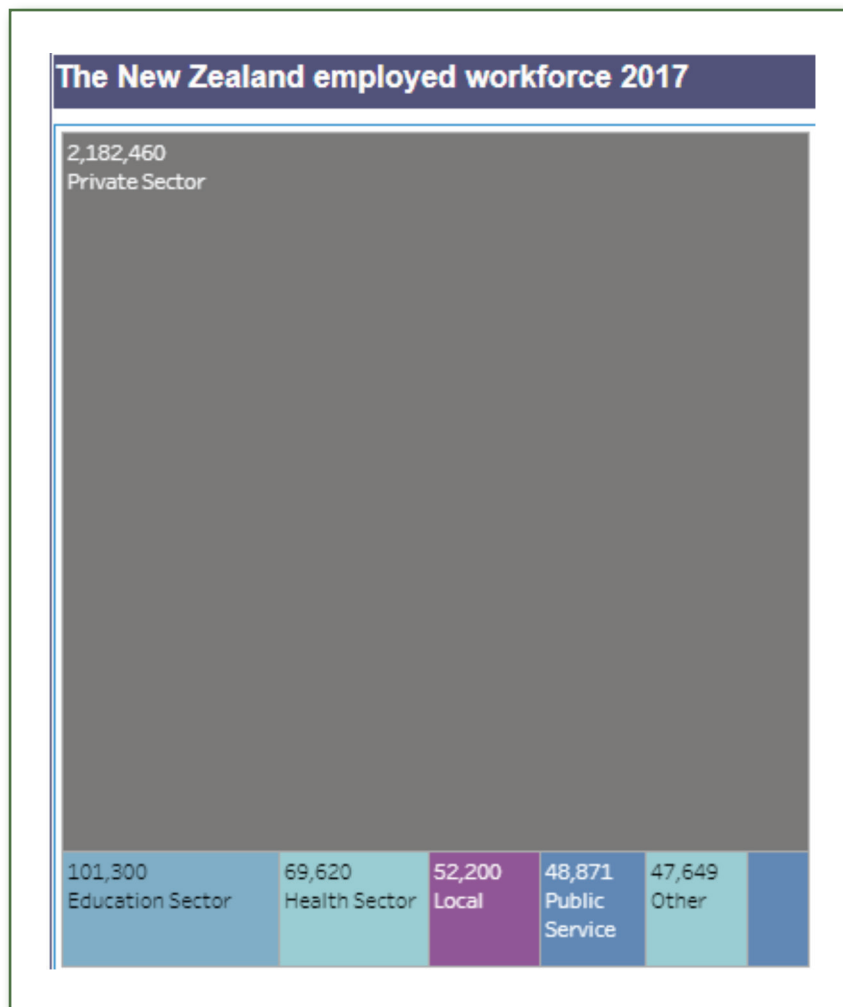 The New Zealand employed workforce 2017
2,182,460
Private Sector
101,300
Education Sector
69,620
Health Sector
52,200
Local
48,871
Public
Service
47,649
Other